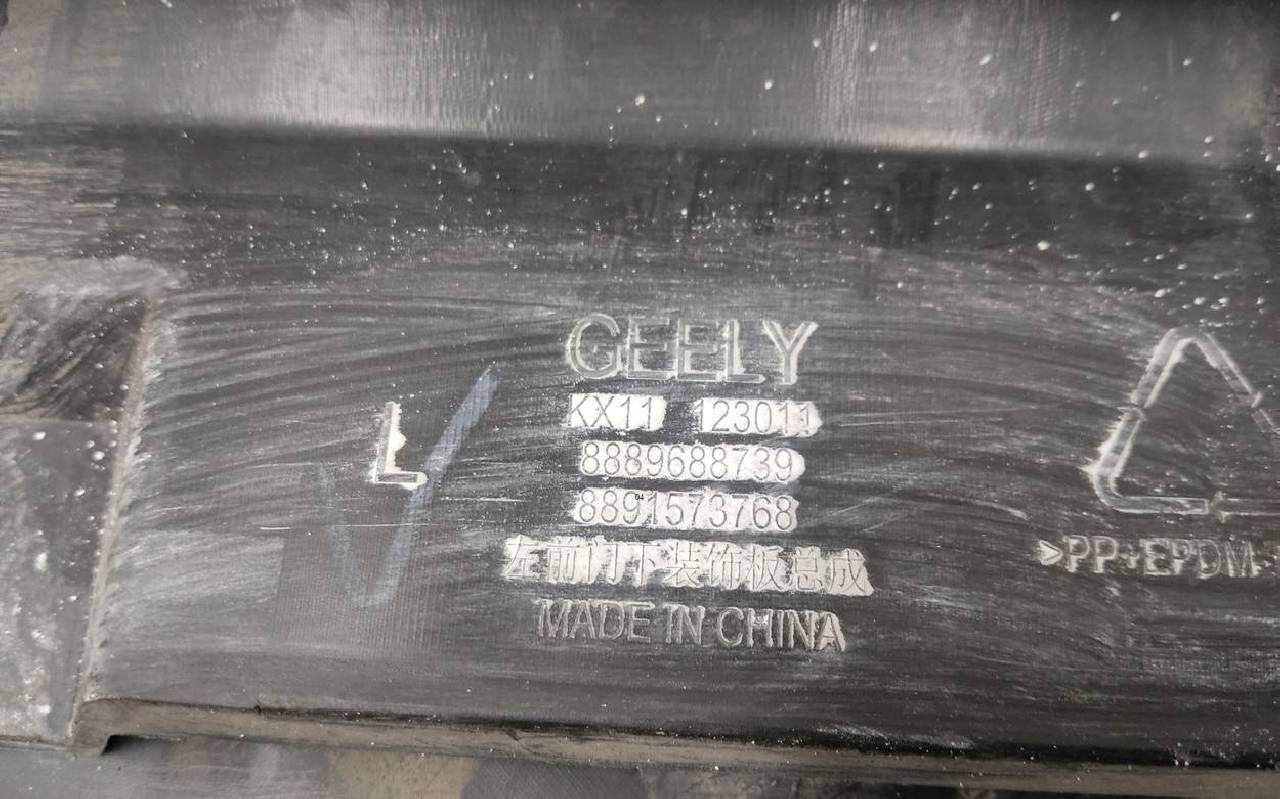 GEELY
KX11 123011
8889688739
8891573768
L
左前门下装饰板总成
MADE IN CHINA
>PP+EPDM-